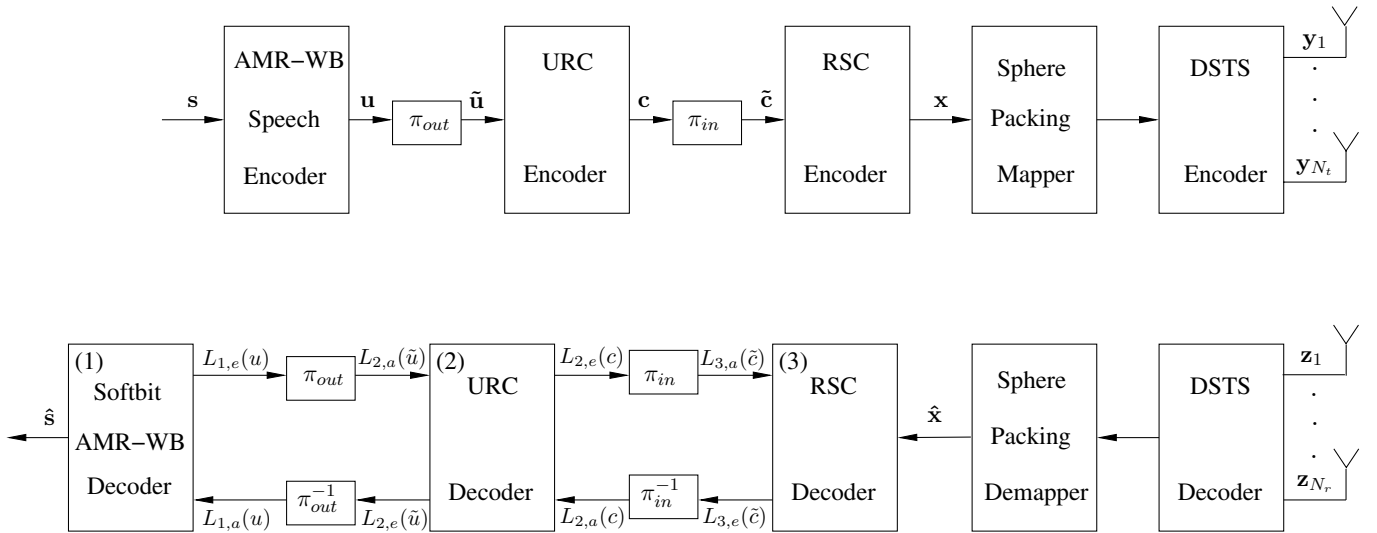 AMR−WB
Speech
Encoder
URC
Encoder
RSC
Encoder
Sphere
Packing
Mapper
DSTS
Encoder
s
u
π_out
ũ
c
π_in
c̃
x
y_1
y_{N_t}
(1)
Softbit
AMR−WB
Decoder
(2)
URC
Decoder
(3)
RSC
Decoder
Sphere
Packing
Demapper
DSTS
Decoder
ŝ
L_{1,e}(u)
π_out
L_{2,a}(ũ)
L_{2,e}(c)
π_in
L_{3,a}(c̃)
x̂
z_1
L_{1,a}(u)
π_out^{-1}
L_{2,e}(ũ)
L_{2,a}(c)
π_in^{-1}
L_{3,e}(c̃)
z_{N_r}